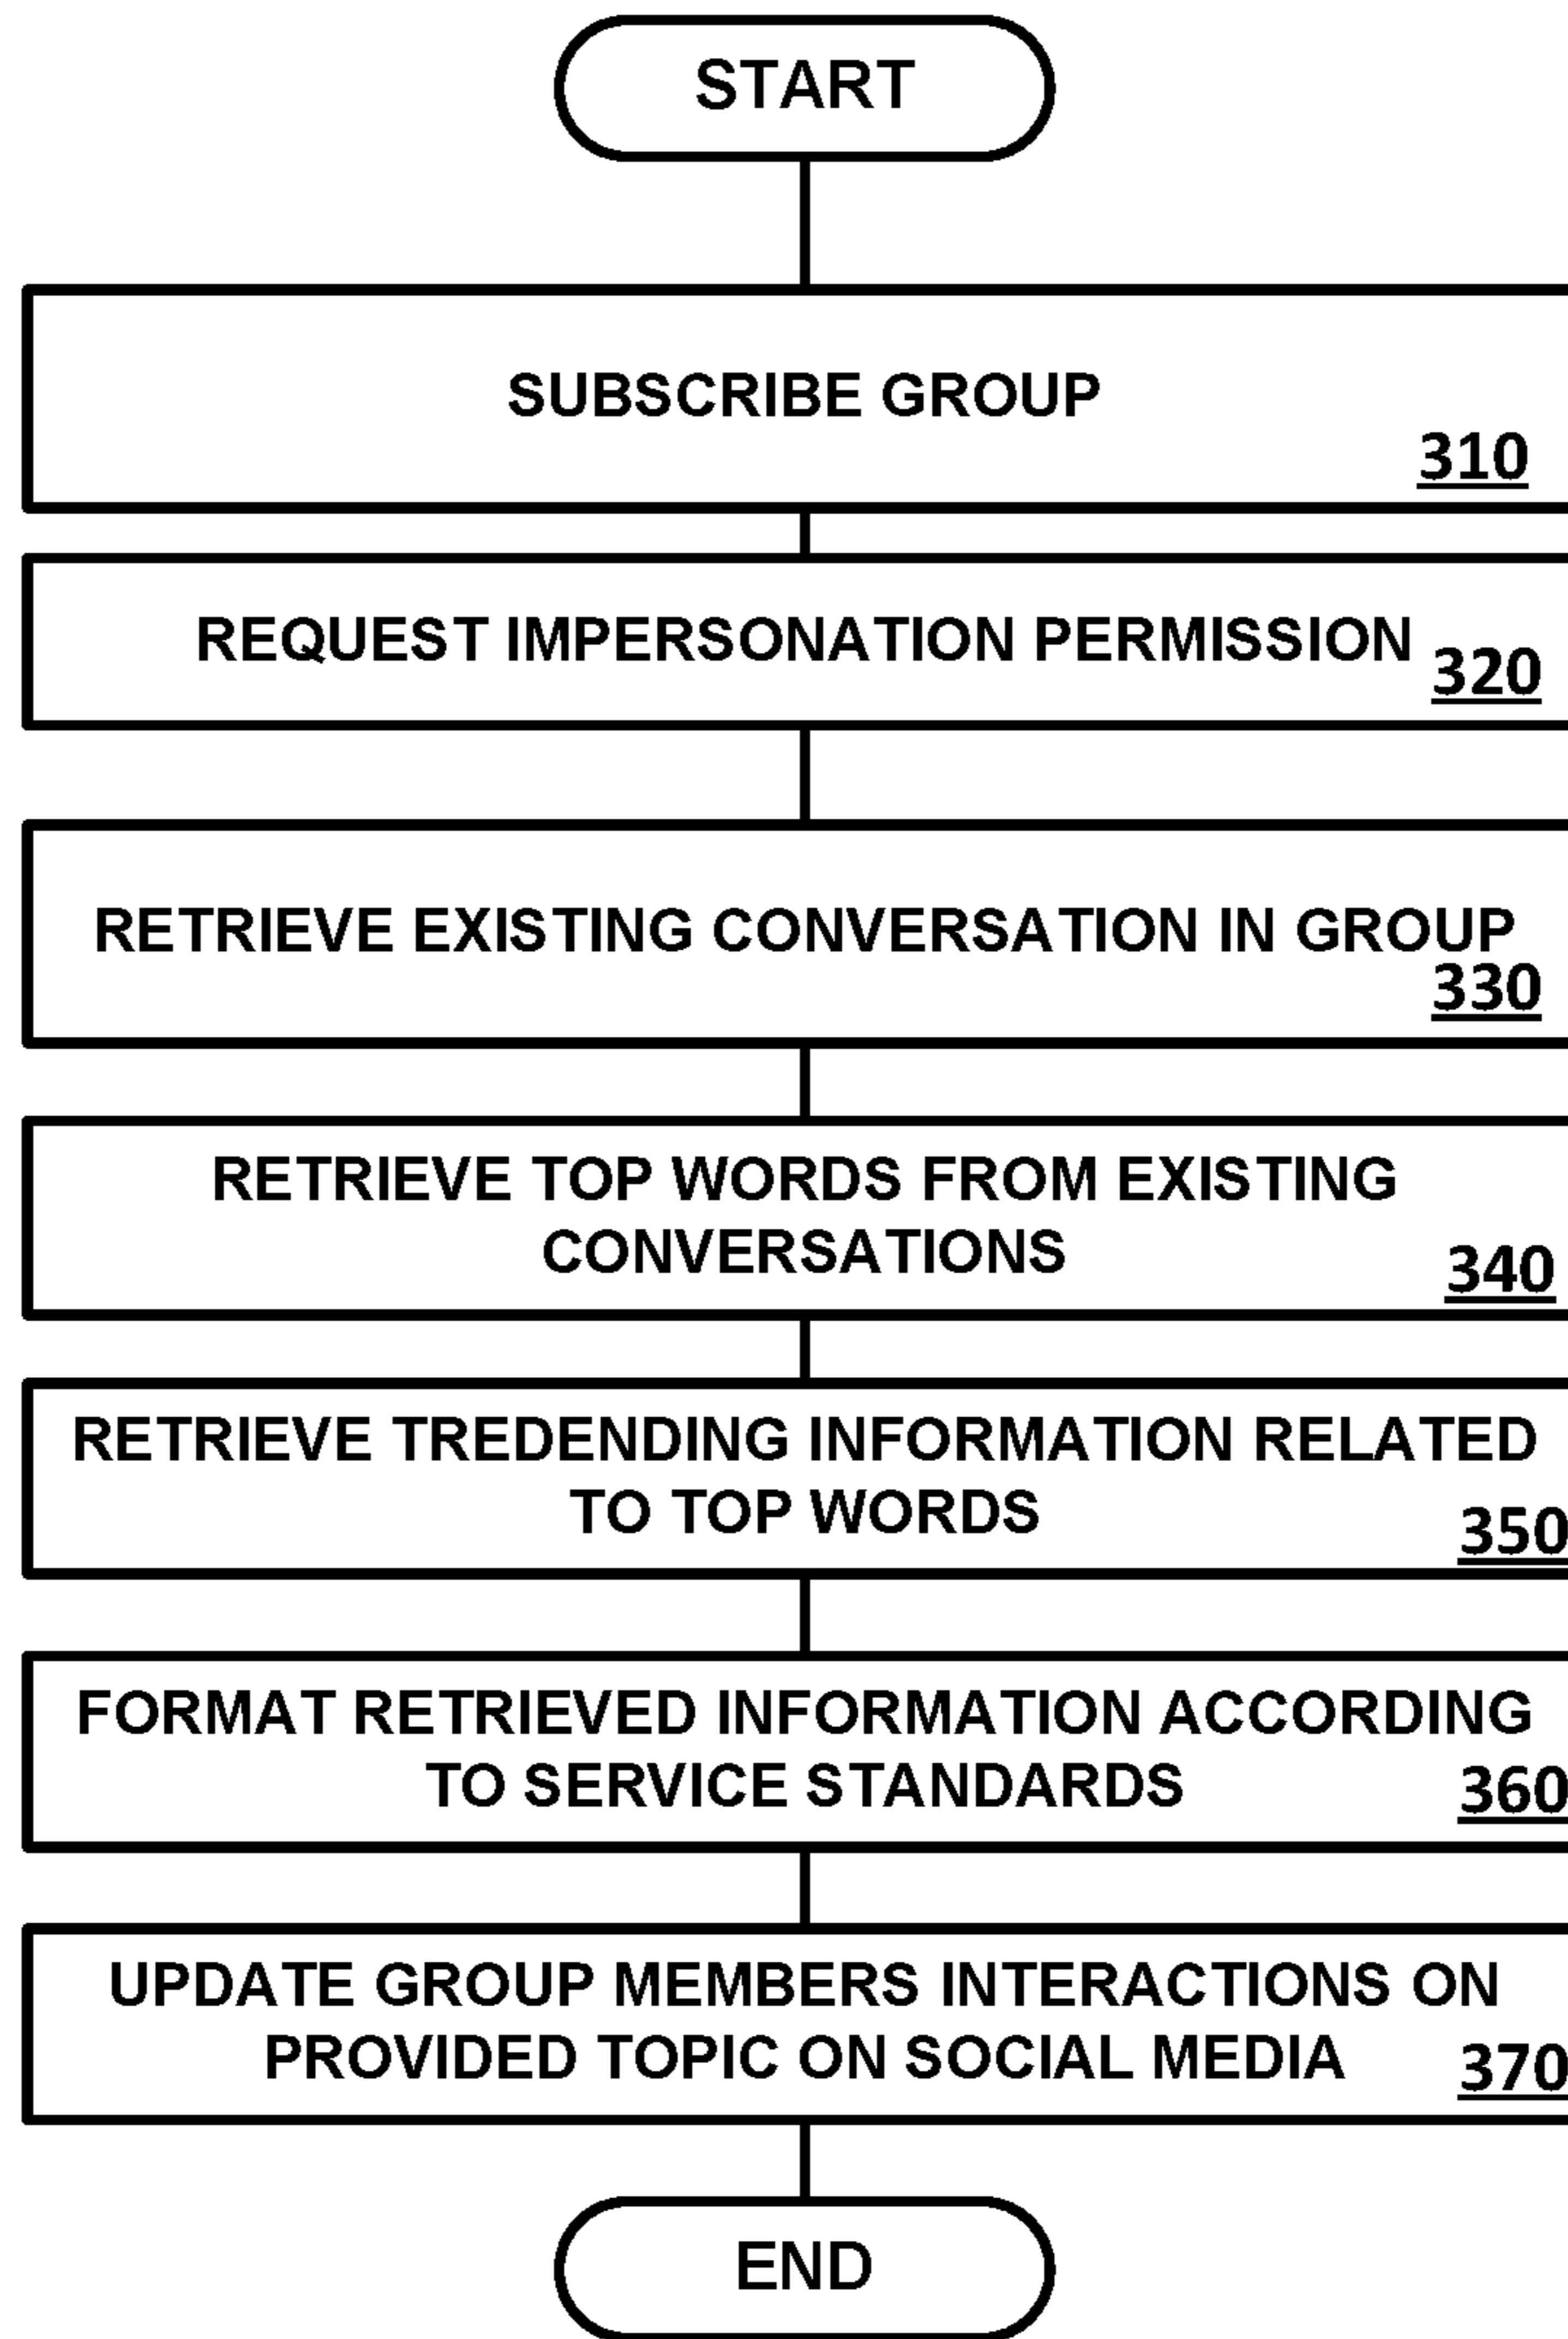 START
SUBSCRIBE GROUP
310
REQUEST IMPERSONATION PERMISSION
320
RETRIEVE EXISTING CONVERSATION IN GROUP
330
RETRIEVE TOP WORDS FROM EXISTING
CONVERSATIONS
340
RETRIEVE TREDENDING INFORMATION RELATED
TO TOP WORDS
350
FORMAT RETRIEVED INFORMATION ACCORDING
TO SERVICE STANDARDS
360
UPDATE GROUP MEMBERS INTERACTIONS ON
PROVIDED TOPIC ON SOCIAL MEDIA
370
END